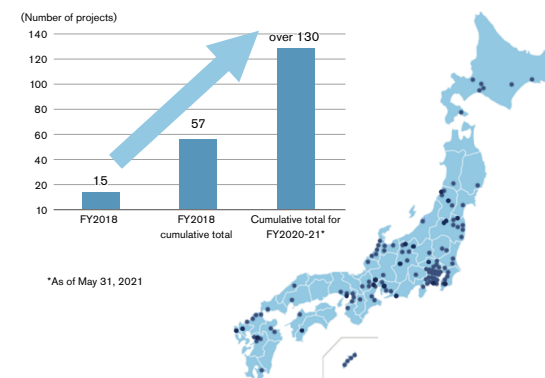 (Number of projects)
140
over 130
120
100
80
60
57
40
20
15
10
FY2018
FY2018
cumulative total
Cumulative total for
FY2020-21*
*As of May 31, 2021